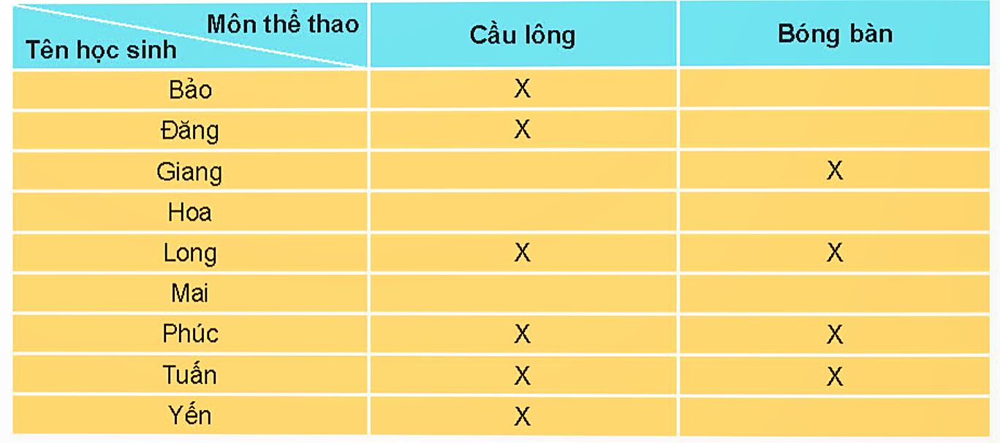 Môn thể thao
Tên học sinh
Cầu lông
Bóng bàn
Bảo X
Đăng X
Giang X
Hoa
Long X X
Mai
Phúc X X
Tuấn X X
Yến X